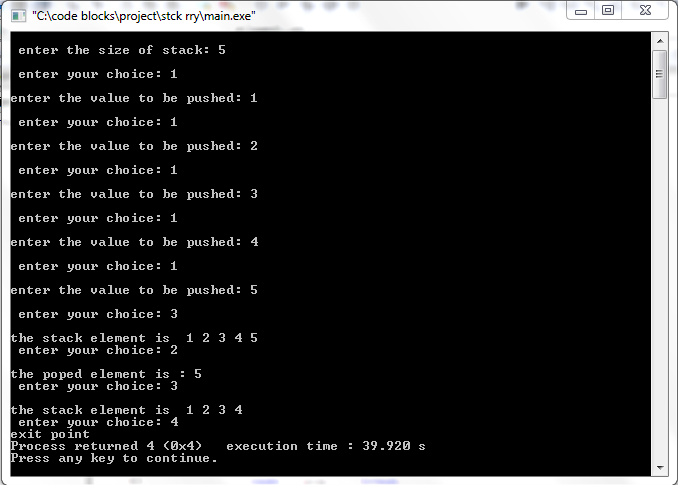 "C:\code blocks\project\stck rry\main.exe"
enter the size of stack: 5
enter your choice: 1
enter the value to be pushed: 1
enter your choice: 1
enter the value to be pushed: 2
enter your choice: 1
enter the value to be pushed: 3
enter your choice: 1
enter the value to be pushed: 4
enter your choice: 1
enter the value to be pushed: 5
enter your choice: 3
the stack element is  1 2 3 4 5
enter your choice: 2
the poped element is : 5
enter your choice: 3
the stack element is  1 2 3 4
enter your choice: 4
exit point
Process returned 4 (0x4)   execution time : 39.920 s
Press any key to continue.